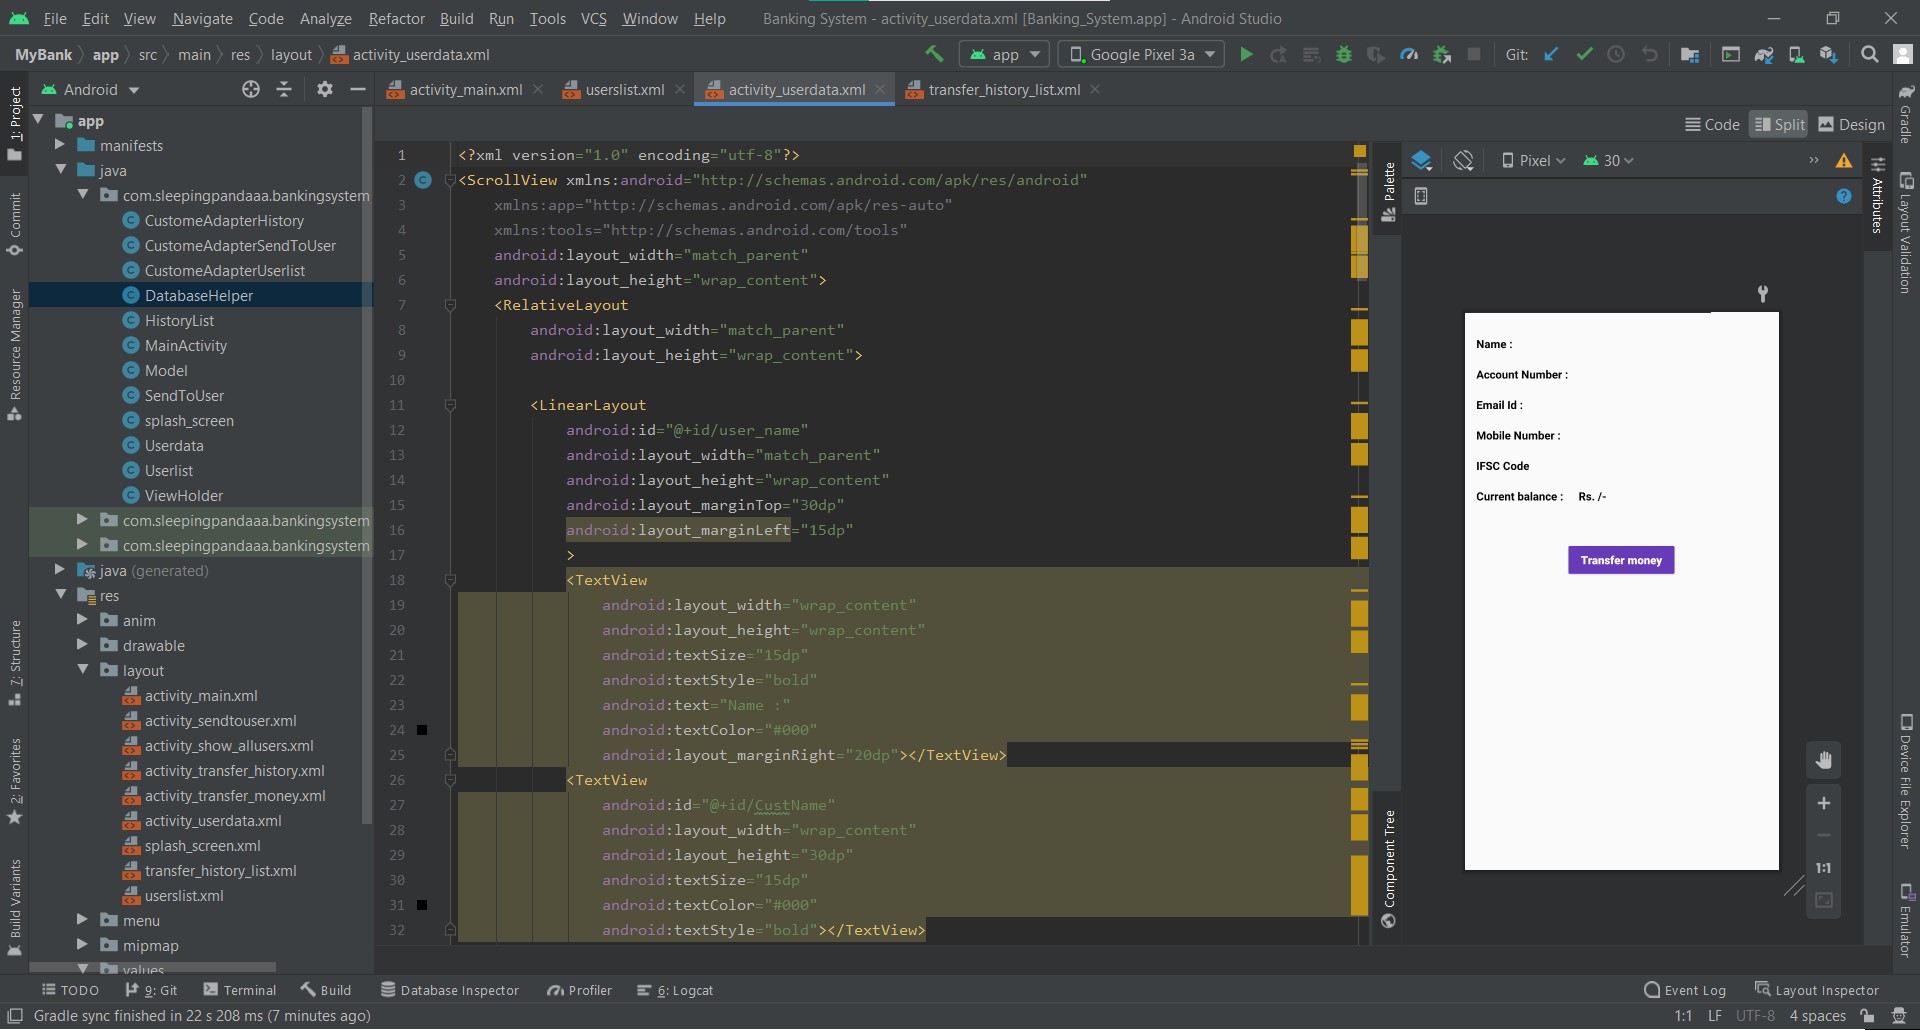 File Edit View Navigate Code Analyze Refactor Build Run Tools VCS Window Help Banking System - activity_userdata.xml [Banking_System.app] - Android Studio
MyBank app src main res layout activity_userdata.xml app Google Pixel 3a Git:
Android activity_main.xml userslist.xml activity_userdata.xml transfer_history_list.xml
Code Split Design
Pixel 30
1: Project
Commit
Resource Manager
7: Structure
2: Favorites
Build Variants
app
manifests
java
com.sleepingpandaaa.bankingsystem
CustomeAdapterHistory
CustomeAdapterSendToUser
CustomeAdapterUserlist
DatabaseHelper
HistoryList
MainActivity
Model
SendToUser
splash_screen
Userdata
Userlist
ViewHolder
com.sleepingpandaaa.bankingsystem
com.sleepingpandaaa.bankingsystem
java (generated)
res
anim
drawable
layout
activity_main.xml
activity_sendtouser.xml
activity_show_allusers.xml
activity_transfer_history.xml
activity_transfer_money.xml
activity_userdata.xml
splash_screen.xml
transfer_history_list.xml
userslist.xml
menu
mipmap
values
1 <?xml version="1.0" encoding="utf-8"?>
2 <ScrollView xmlns:android="http://schemas.android.com/apk/res/android"
3 xmlns:app="http://schemas.android.com/apk/res-auto"
4 xmlns:tools="http://schemas.android.com/tools"
5 android:layout_width="match_parent"
6 android:layout_height="wrap_content">
7 <RelativeLayout
8 android:layout_width="match_parent"
9 android:layout_height="wrap_content">
10
11 <LinearLayout
12 android:id="@+id/user_name"
13 android:layout_width="match_parent"
14 android:layout_height="wrap_content"
15 android:layout_marginTop="30dp"
16 android:layout_marginLeft="15dp"
17 >
18 <TextView
19 android:layout_width="wrap_content"
20 android:layout_height="wrap_content"
21 android:textSize="15dp"
22 android:textStyle="bold"
23 android:text="Name :"
24 android:textColor="#000"
25 android:layout_marginRight="20dp"></TextView>
26 <TextView
27 android:id="@+id/CustName"
28 android:layout_width="wrap_content"
29 android:layout_height="30dp"
30 android:textSize="15dp"
31 android:textColor="#000"
32 android:textStyle="bold"></TextView>
Palette
Component Tree
Name :
Account Number :
Email Id :
Mobile Number :
IFSC Code
Current balance : Rs. /-
Transfer money
1:1
Attributes
Gradle
Layout Validation
Device File Explorer
Emulator
TODO 9: Git Terminal Build Database Inspector Profiler 6: Logcat Event Log Layout Inspector
Gradle sync finished in 22 s 208 ms (7 minutes ago) 1:1 LF UTF-8 4 spaces